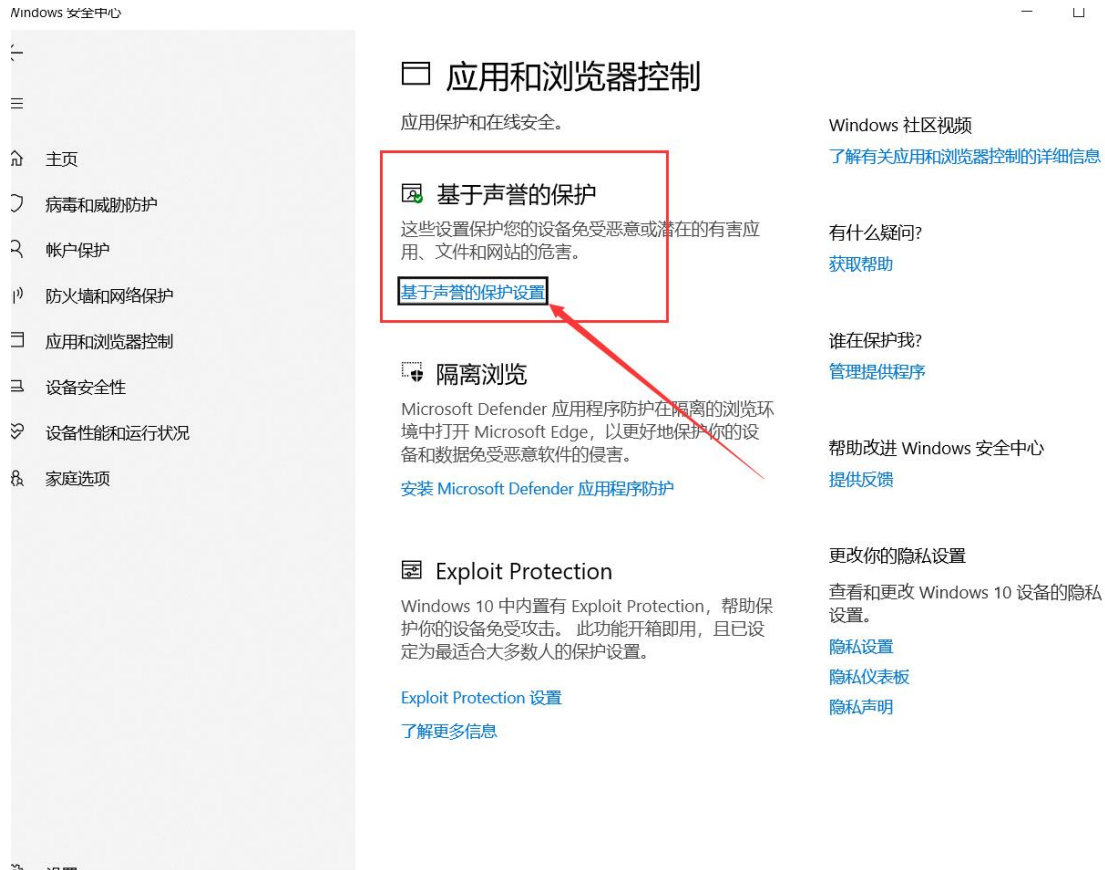 Windows 安全中心
主页
病毒和威胁防护
帐户保护
防火墙和网络保护
应用和浏览器控制
设备安全性
设备性能和运行状况
家庭选项
应用和浏览器控制
应用保护和在线安全。
基于声誉的保护
这些设置保护您的设备免受恶意或潜在的有害应
用、文件和网站的危害。
基于声誉的保护设置
隔离浏览
Microsoft Defender 应用程序防护在隔离的浏览环
境中打开 Microsoft Edge，以更好地保护你的设
备和数据免受恶意软件的侵害。
安装 Microsoft Defender 应用程序防护
Exploit Protection
Windows 10 中内置有 Exploit Protection，帮助保
护你的设备免受攻击。 此功能开箱即用，且已设
定为最适合大多数人的保护设置。
Exploit Protection 设置
了解更多信息
Windows 社区视频
了解有关应用和浏览器控制的详细信息
有什么疑问?
获取帮助
谁在保护我?
管理提供程序
帮助改进 Windows 安全中心
提供反馈
更改你的隐私设置
查看和更改 Windows 10 设备的隐私
设置。
隐私设置
隐私仪表板
隐私声明